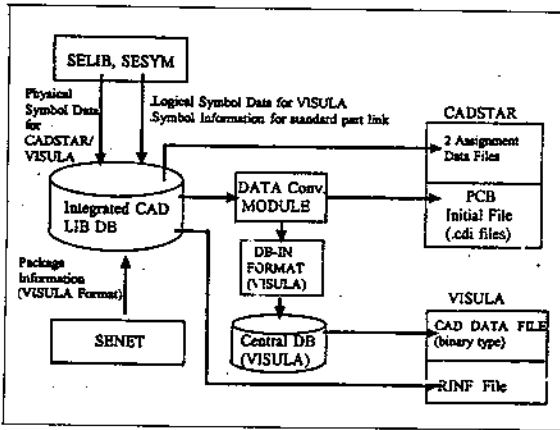 SELIB, SESYM
Physical
Symbol Data
for
CADSTAR/
VISULA
.Logical Symbol Data for VISULA
.Symbol Information for standard part link
CADSTAR
2 Assignment
Data Files
PCB
Initial File
(.cdi files)
Integrated CAD
LIB DB
DATA Conv.
MODULE
DB-IN
FORMAT
(VISULA)
Package
Information
(VISULA Format)
SENET
Central DB
(VISULA)
VISULA
CAD DATA FILE
(binary type)
RINF File